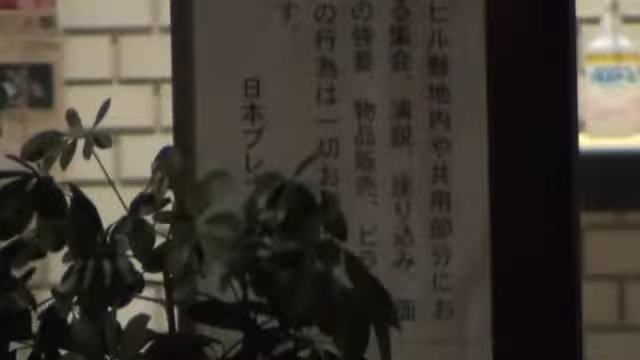 ビル敷地内や共用部分にお
る集会、演説、座り込み、面
の強要、物品販売、ビラ
の行為は一切お
す。
日本プレ